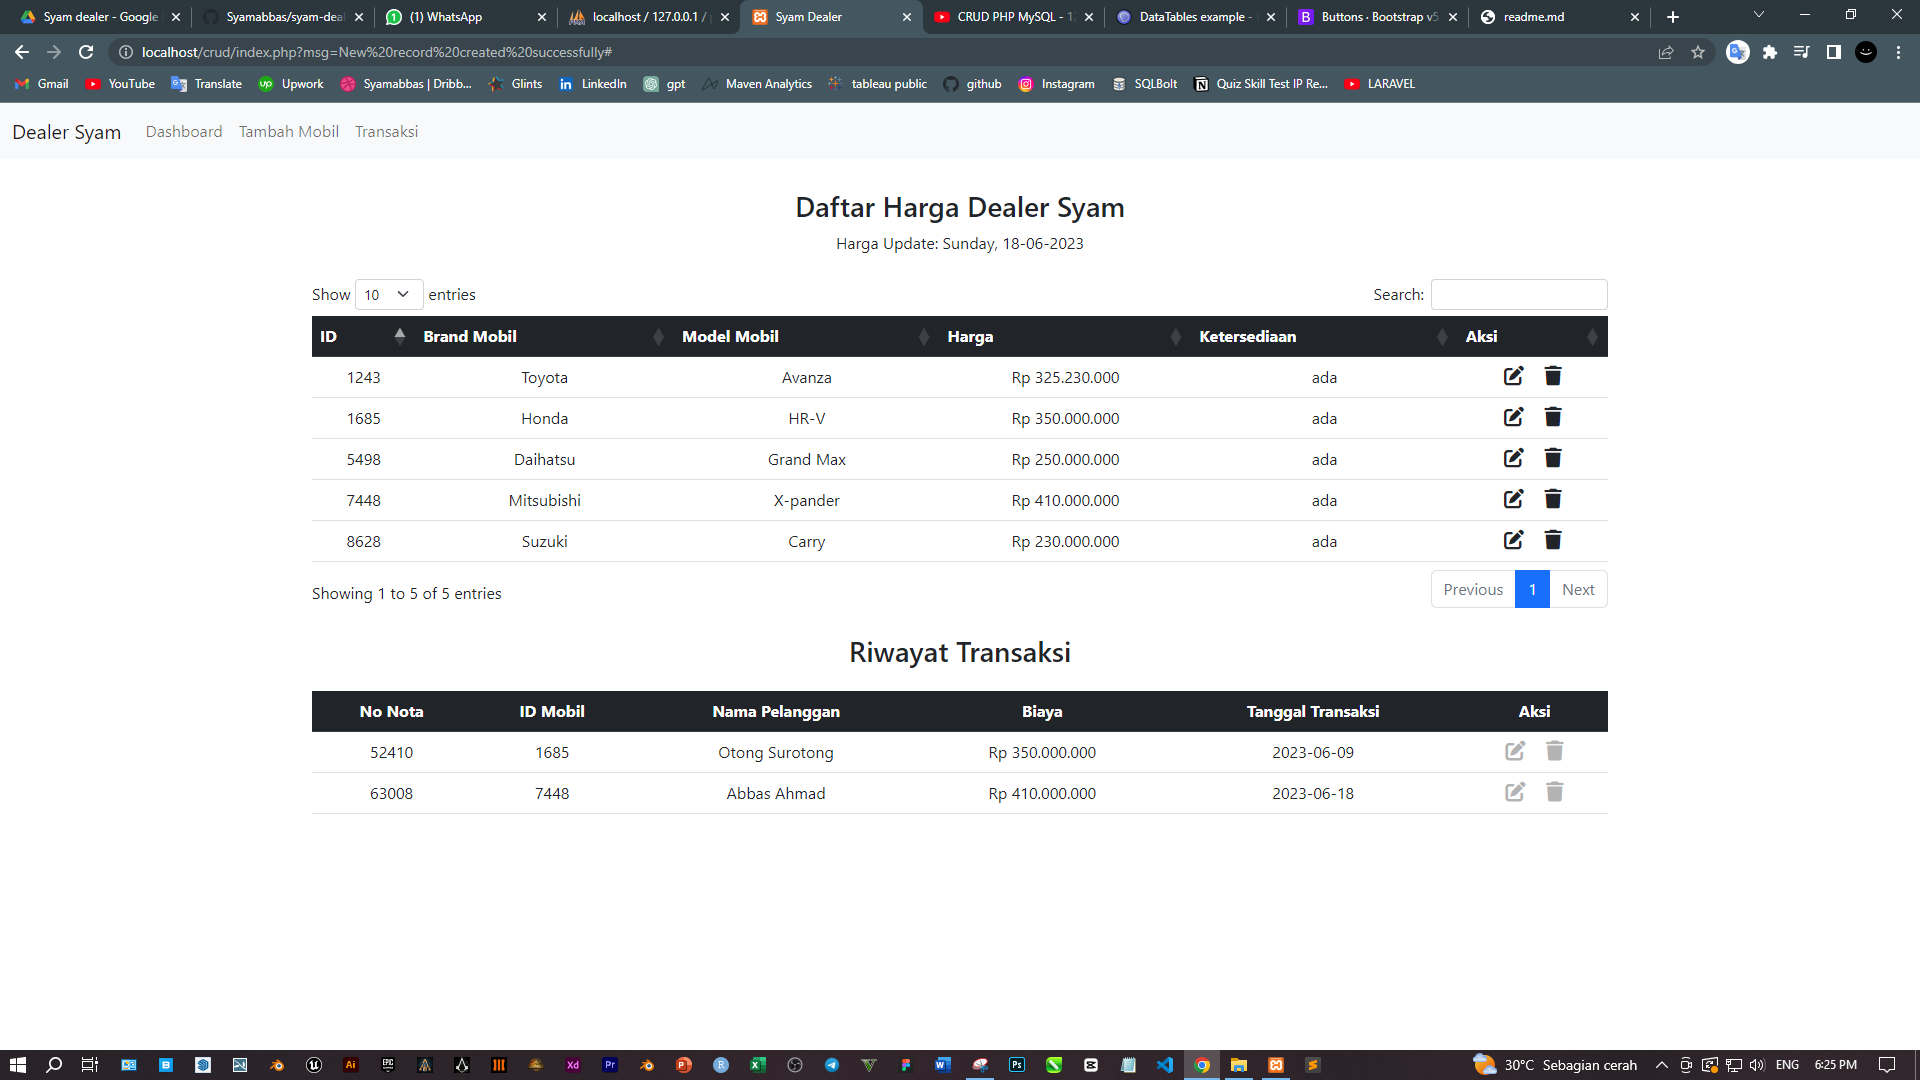 Syam dealer - Google
Syamabbas/syam-deal
(1) WhatsApp
localhost / 127.0.0.1 /
Syam Dealer
CRUD PHP MySQL - 1
DataTables example -
Buttons · Bootstrap v5
readme.md
localhost/crud/index.php?msg=New%20record%20created%20successfully#
Gmail
YouTube
Translate
Upwork
Syamabbas | Dribb...
Glints
LinkedIn
gpt
Maven Analytics
tableau public
github
Instagram
SQLBolt
Quiz Skill Test IP Re...
LARAVEL
Dealer Syam Dashboard Tambah Mobil Transaksi
Daftar Harga Dealer Syam
Harga Update: Sunday, 18-06-2023
Show 10 entries Search:
ID Brand Mobil Model Mobil Harga Ketersediaan Aksi
1243 Toyota Avanza Rp 325.230.000 ada
1685 Honda HR-V Rp 350.000.000 ada
5498 Daihatsu Grand Max Rp 250.000.000 ada
7448 Mitsubishi X-pander Rp 410.000.000 ada
8628 Suzuki Carry Rp 230.000.000 ada
Showing 1 to 5 of 5 entries Previous 1 Next
Riwayat Transaksi
No Nota ID Mobil Nama Pelanggan Biaya Tanggal Transaksi Aksi
52410 1685 Otong Surotong Rp 350.000.000 2023-06-09
63008 7448 Abbas Ahmad Rp 410.000.000 2023-06-18
30°C Sebagian cerah ENG 6:25 PM